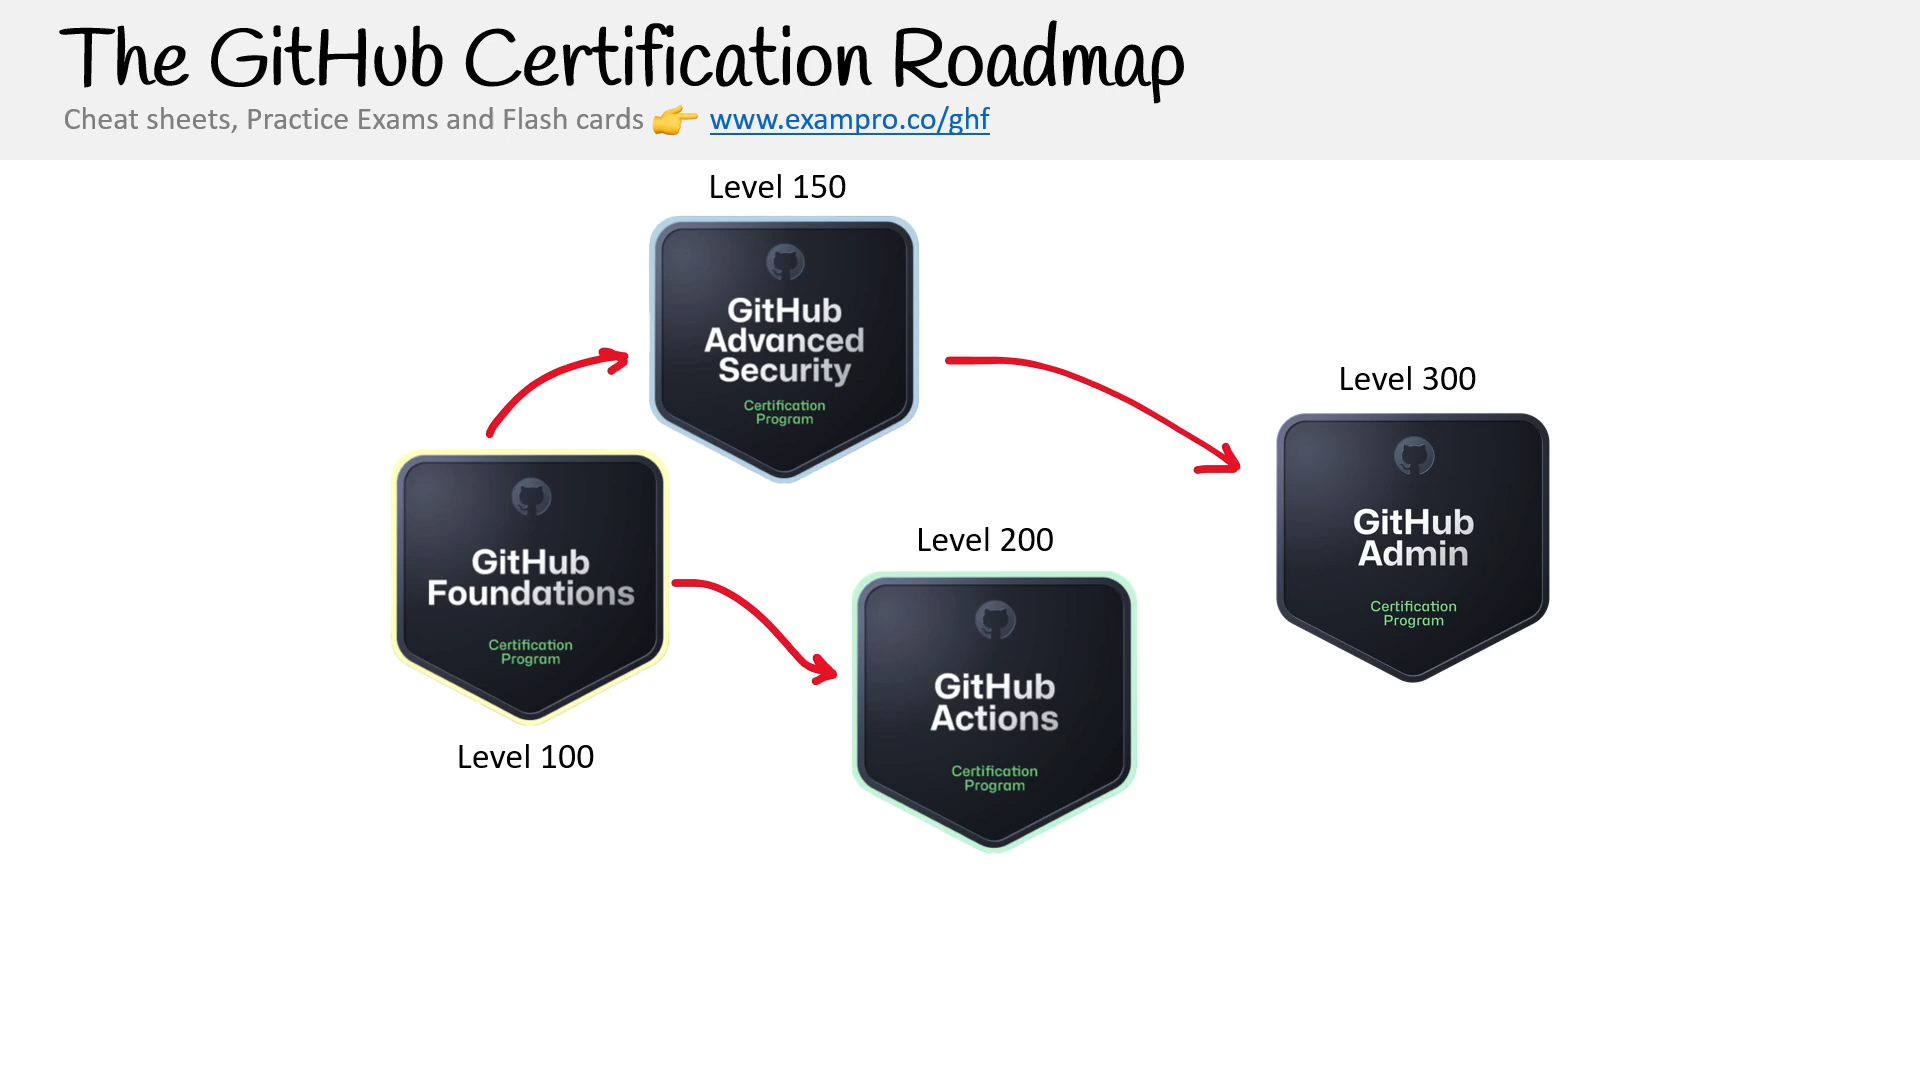 The GitHub Certification Roadmap
Cheat sheets, Practice Exams and Flash cards 👉 www.exampro.co/ghf
Level 150
GitHub
Advanced
Security
Certification
Program
Level 300
GitHub
Admin
Certification
Program
GitHub
Foundations
Certification
Program
Level 100
Level 200
GitHub
Actions
Certification
Program